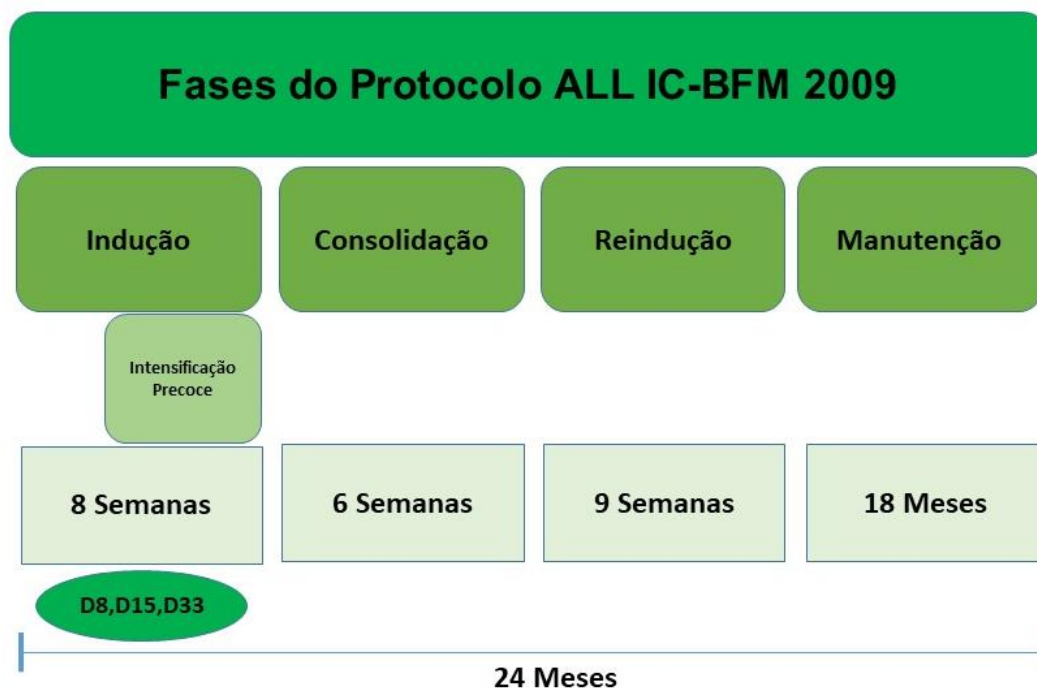 Fases do Protocolo ALL IC-BFM 2009
Indução
Consolidação
Reindução
Manutenção
Intensificação
Precoce
8 Semanas
6 Semanas
9 Semanas
18 Meses
D8,D15,D33
24 Meses